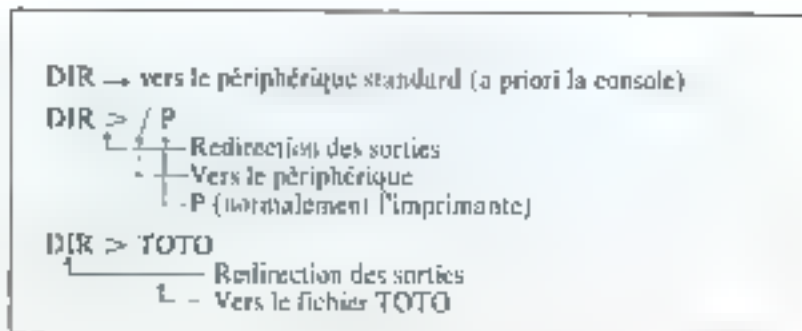 DIR → vers le périphérique standard (a priori la console)
DIR > / P
Redirection des sorties
Vers le périphérique
P (normalement l'imprimante)
DIR > TOTO
Redirection des sorties
Vers le fichier TOTO